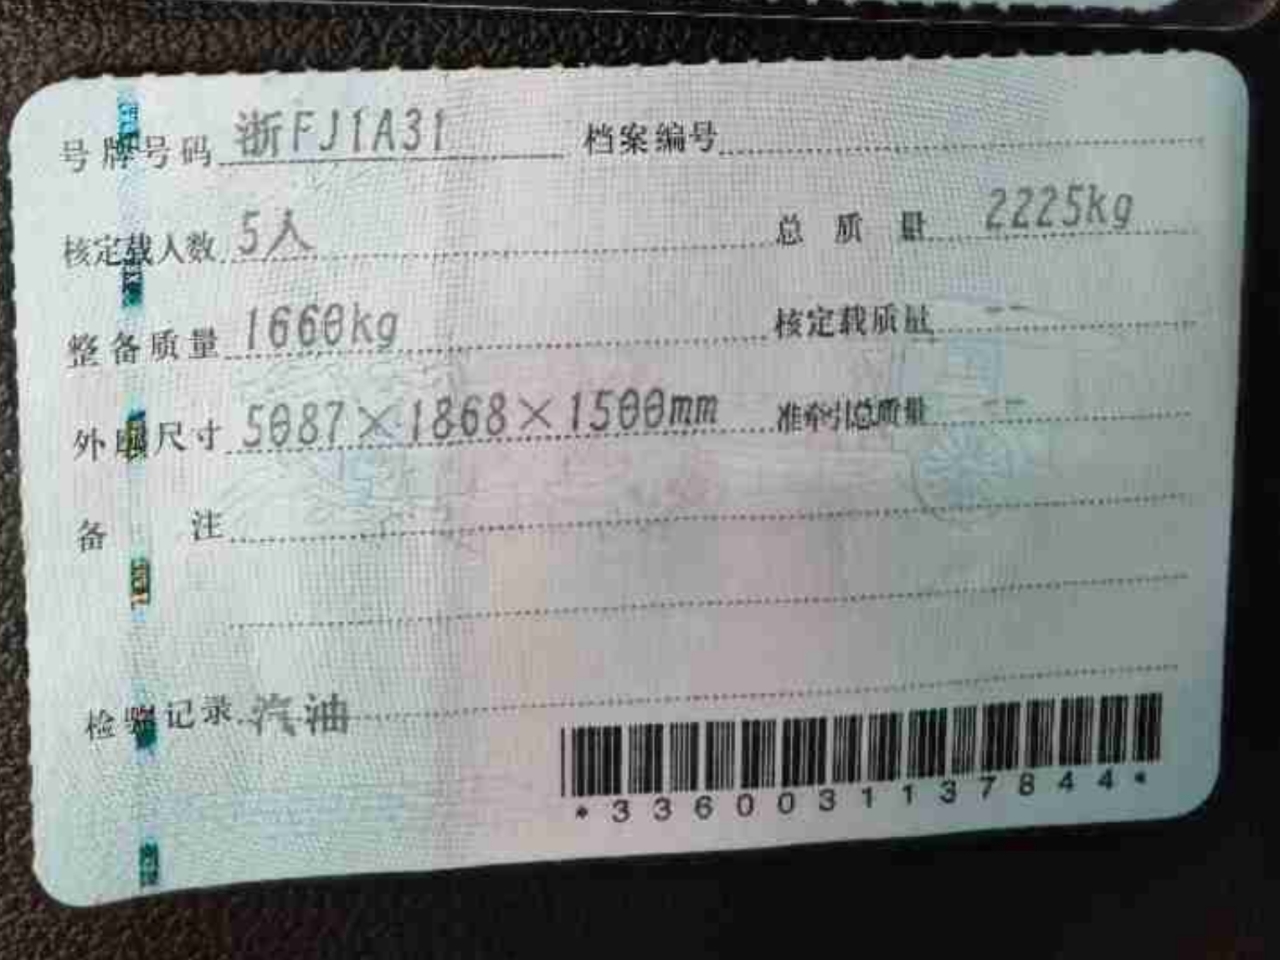 号牌号码 浙FJ1A31 档案编号
核定载人数 5人 总质量 2225kg
整备质量 1660kg 核定载质量 --
外廓尺寸 5087×1868×1500mm 准牵引总质量 --
备注
检验记录 汽油
*3360031137844*